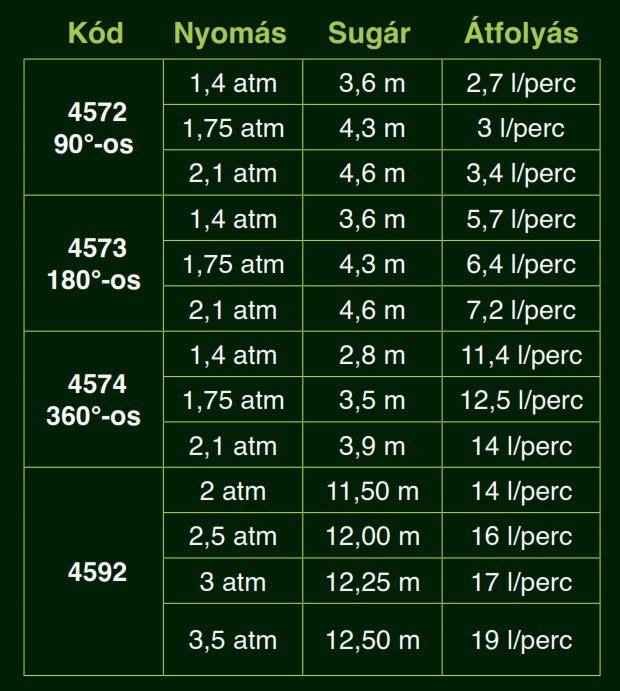 Kód Nyomás Sugár Átfolyás
4572
90°-os
1,4 atm 3,6 m 2,7 l/perc
1,75 atm 4,3 m 3 l/perc
2,1 atm 4,6 m 3,4 l/perc
4573
180°-os
1,4 atm 3,6 m 5,7 l/perc
1,75 atm 4,3 m 6,4 l/perc
2,1 atm 4,6 m 7,2 l/perc
4574
360°-os
1,4 atm 2,8 m 11,4 l/perc
1,75 atm 3,5 m 12,5 l/perc
2,1 atm 3,9 m 14 l/perc
4592
2 atm 11,50 m 14 l/perc
2,5 atm 12,00 m 16 l/perc
3 atm 12,25 m 17 l/perc
3,5 atm 12,50 m 19 l/perc